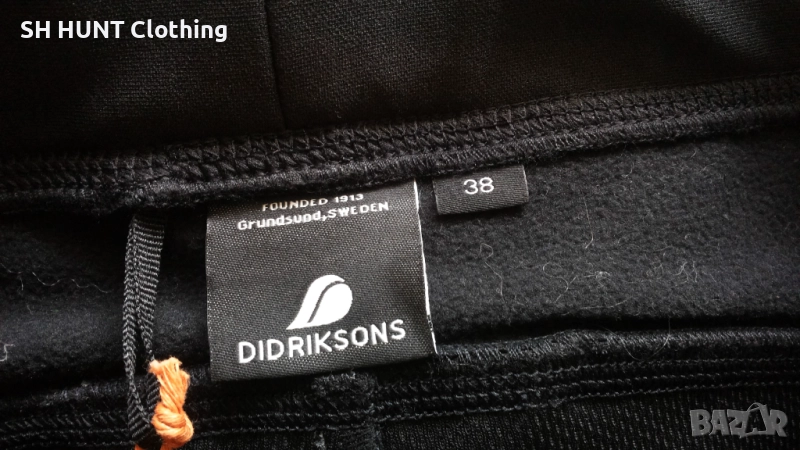 SH HUNT Clothing
FOUNDED 1913
Grundsund, SWEDEN
DIDRIKSONS
38
BAZAR